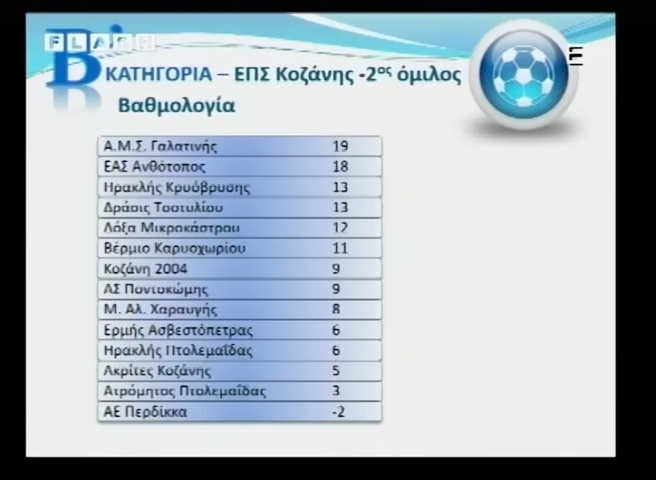 FLASH
Β' ΚΑΤΗΓΟΡΙΑ – ΕΠΣ Κοζάνης -2ος όμιλος
Βαθμολογία
Α.Μ.Σ. Γαλατινής 19
ΕΑΣ Ανθότοπος 18
Ηρακλής Κρυόβρυσης 13
Δράσις Τσοτυλίου 13
Δόξα Μικροκάστρου 12
Βέρμιο Καρυοχωρίου 11
Κοζάνη 2004 9
ΑΣ Ποντοκώμης 9
Μ. Αλ. Χαραυγής 8
Ερμής Ασβεστόπετρας 6
Ηρακλής Πτολεμαΐδας 6
Ακρίτες Κοζάνης 5
Ατρόμητος Πτολεμαΐδας 3
ΑΕ Περδίκκα -2